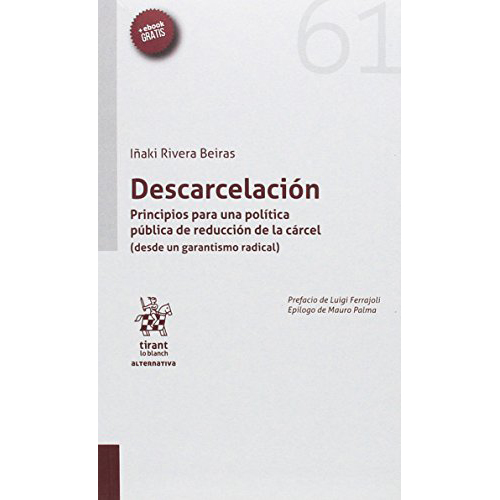 + ebook
GRATIS
61
Iñaki Rivera Beiras
Descarcelación
Principios para una política
pública de reducción de la cárcel
(desde un garantismo radical)
Prefacio de Luigi Ferrajoli
Epílogo de Mauro Palma
tirant
lo blanch
alternativa